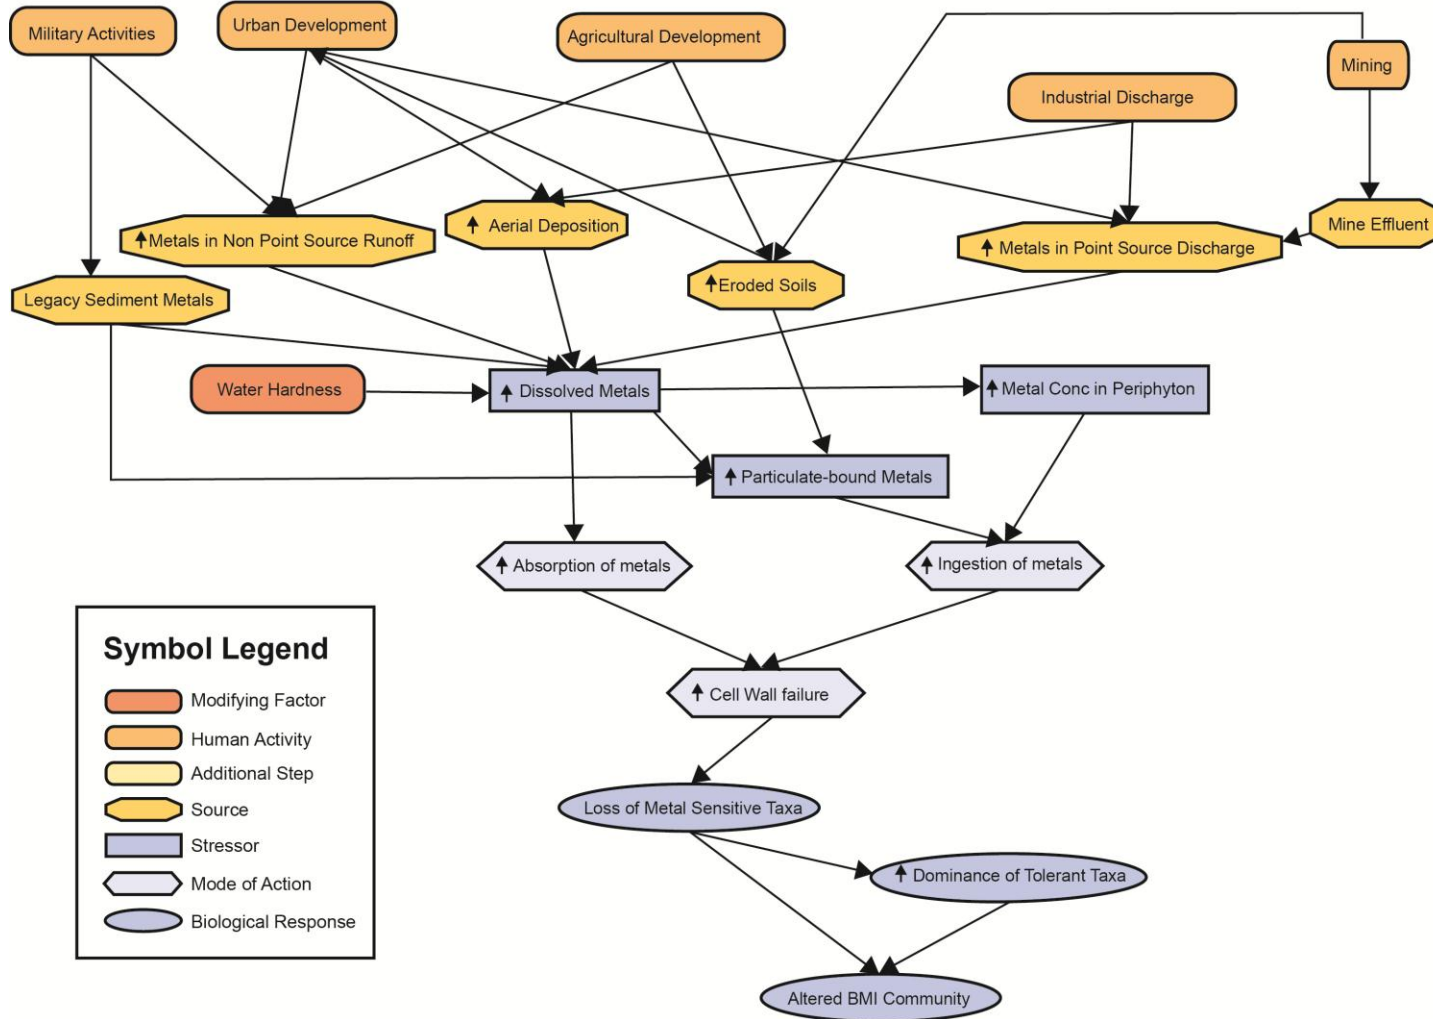 Military Activities
Urban Development
Agricultural Development
Mining
Industrial Discharge
Metals in Non Point Source Runoff
Aerial Deposition
Metals in Point Source Discharge
Mine Effluent
Legacy Sediment Metals
Eroded Soils
Water Hardness
Dissolved Metals
Metal Conc in Periphyton
Particulate-bound Metals
Absorption of metals
Ingestion of metals
Cell Wall failure
Loss of Metal Sensitive Taxa
Dominance of Tolerant Taxa
Altered BMI Community
Symbol Legend
Modifying Factor
Human Activity
Additional Step
Source
Stressor
Mode of Action
Biological Response